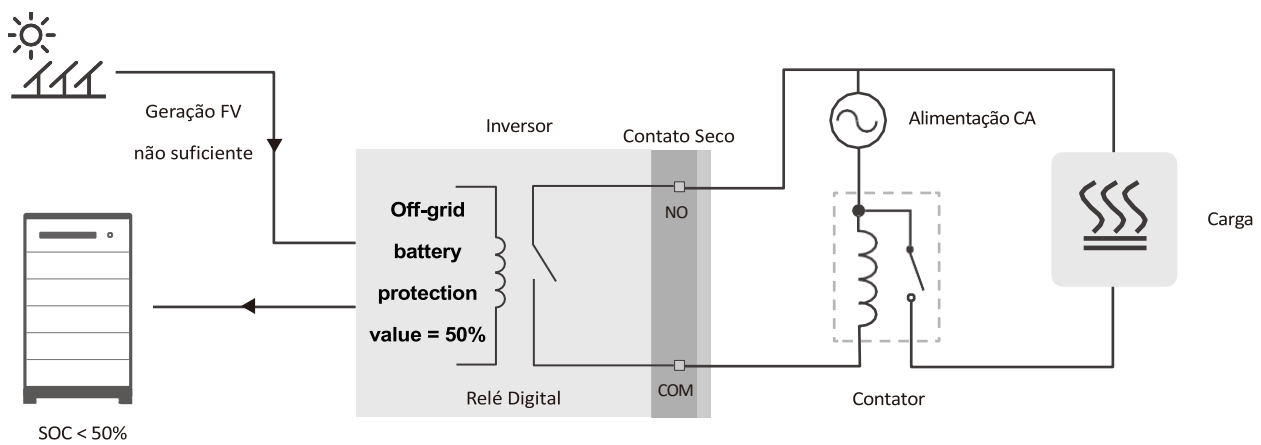 Geração FV
não suficiente
Inversor
Contato Seco
Alimentação CA
Off-grid
battery
protection
value = 50%
NO
Carga
COM
Relé Digital
Contator
SOC < 50%